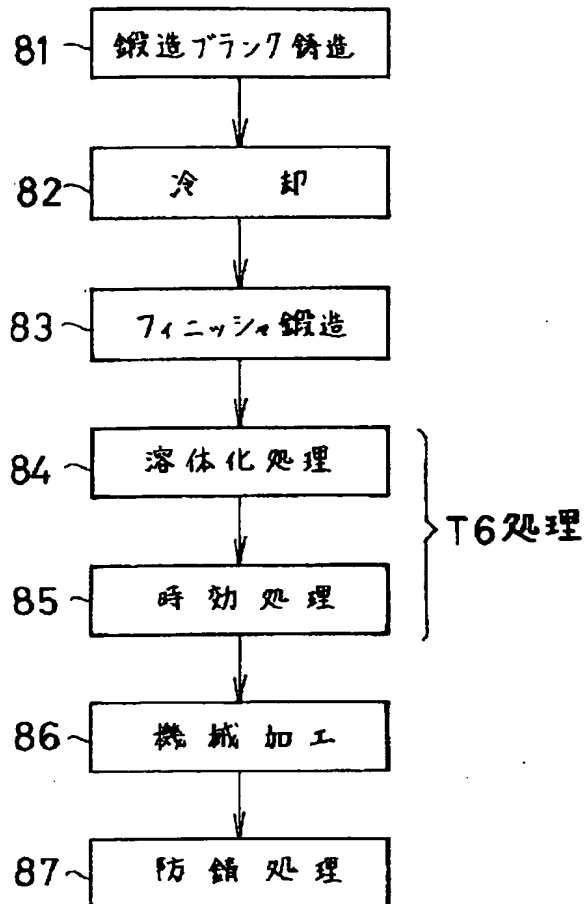 81 鍛造ブランク鋳造
82 冷却
83 フィニッシャ鍛造
84 溶体化処理
T6処理
85 時効処理
86 機械加工
87 防錆処理